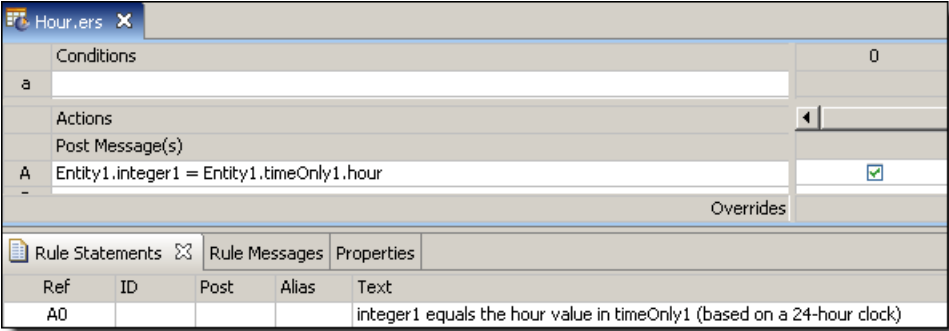 Hour.ers
Conditions 0
a
Actions
Post Message(s)
A Entity1.integer1 = Entity1.timeOnly1.hour
Overrides
Rule Statements Rule Messages Properties
Ref ID Post Alias Text
A0 integer1 equals the hour value in timeOnly1 (based on a 24-hour clock)